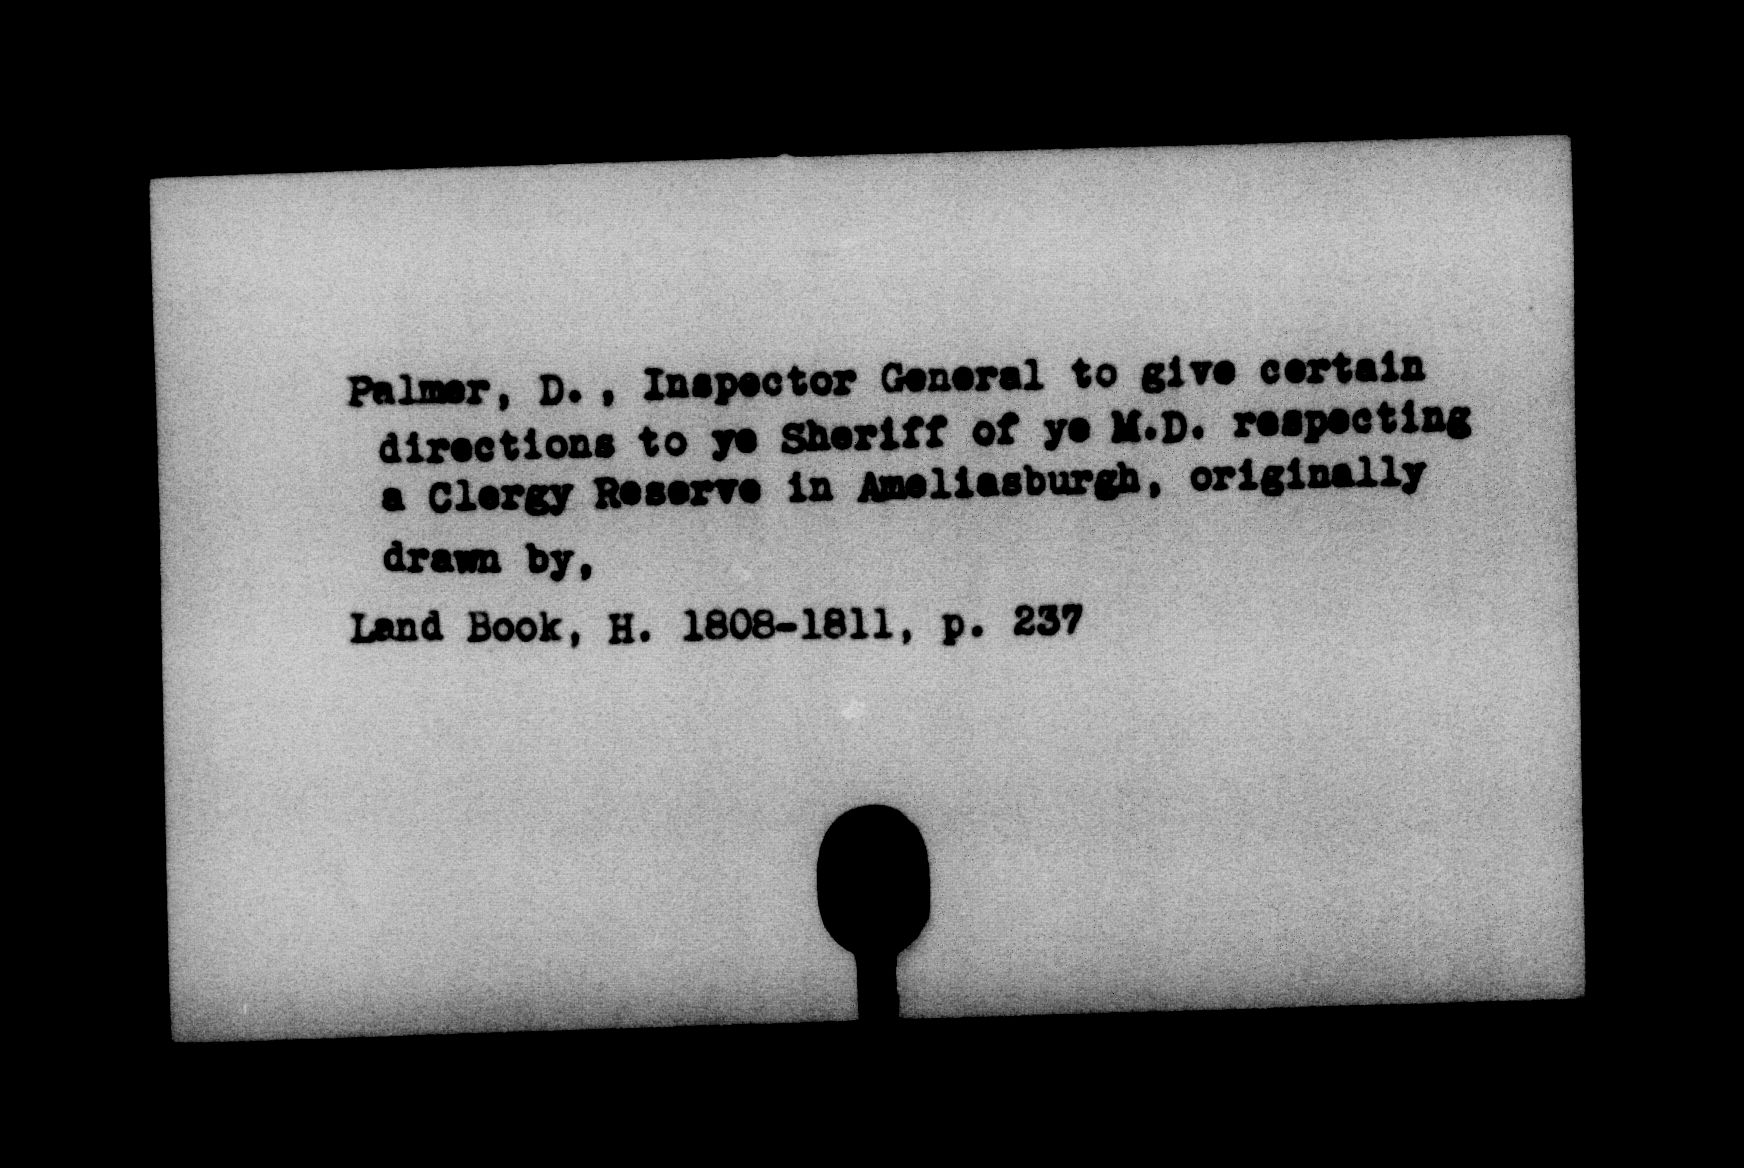 Palmer, D., Inspector General to give certain
directions to ye Sheriff of ye M.D. respecting
a Clergy Reserve in Ameliasburgh, originally
drawn by,
Land Book, H. 1808-1811, p. 237